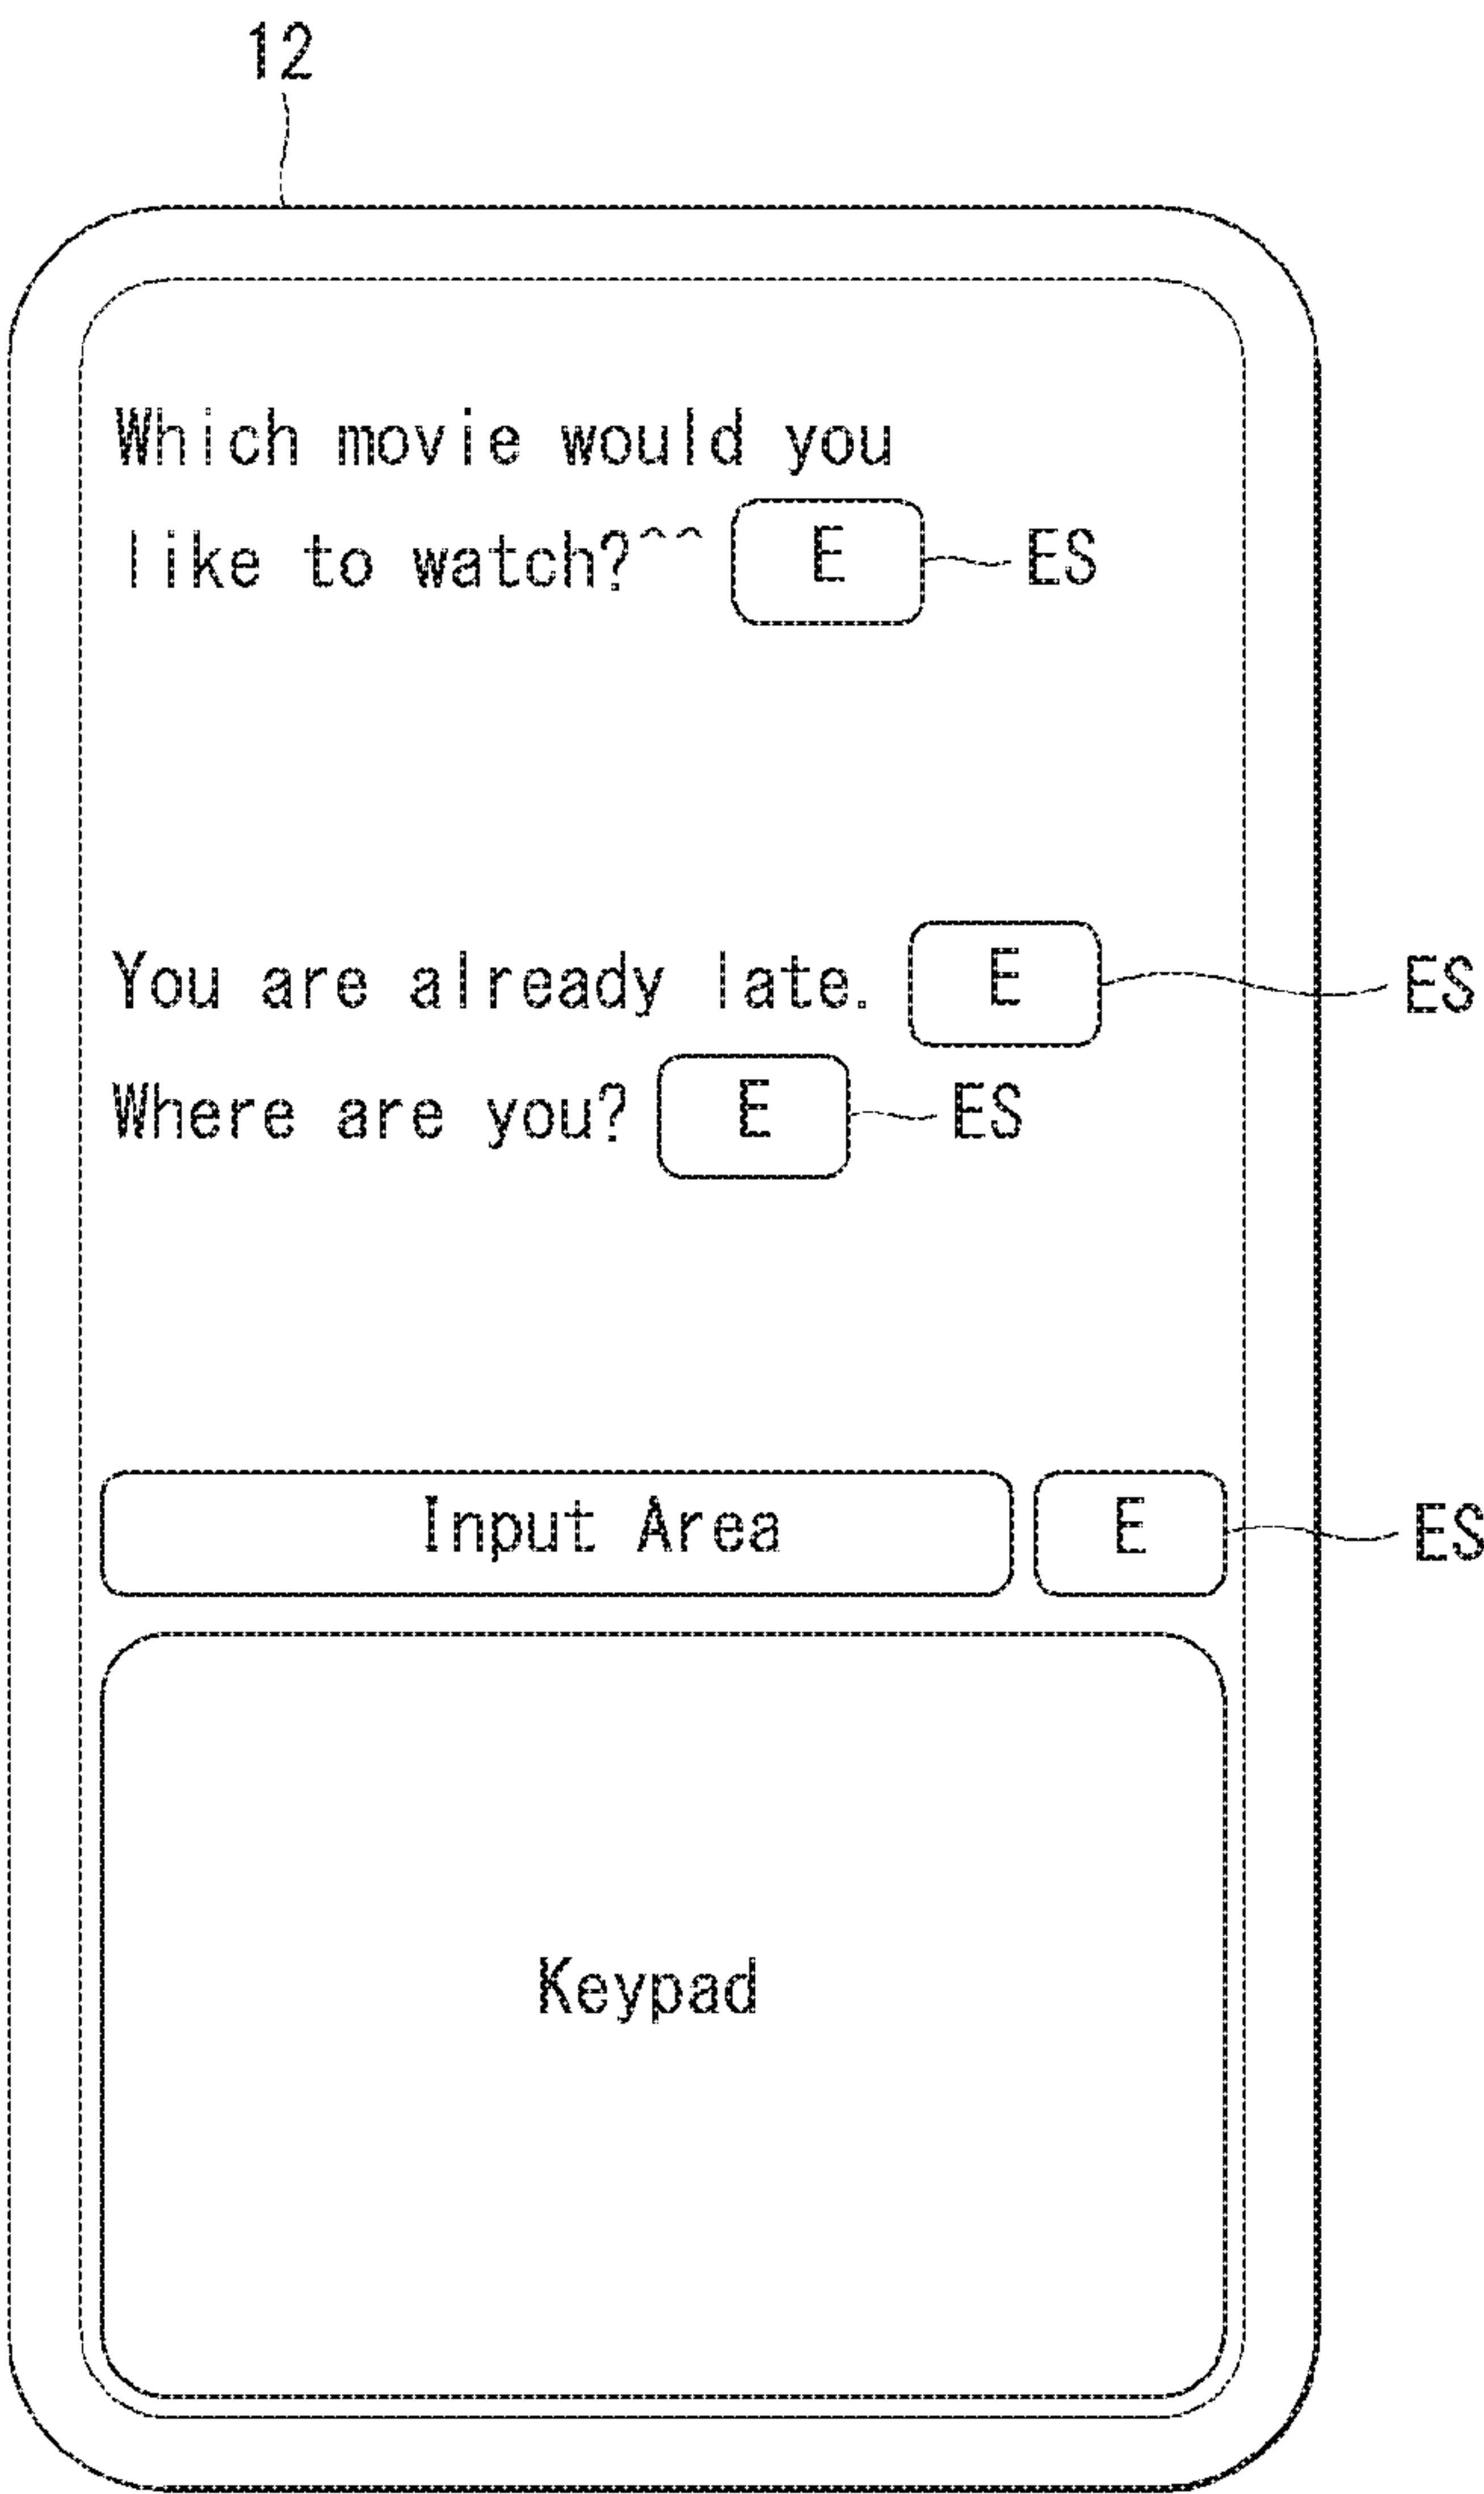 12
Which movie would you
like to watch?^^ E ES
You are already late. E ES
Where are you? E ES
Input Area E ES
Keypad